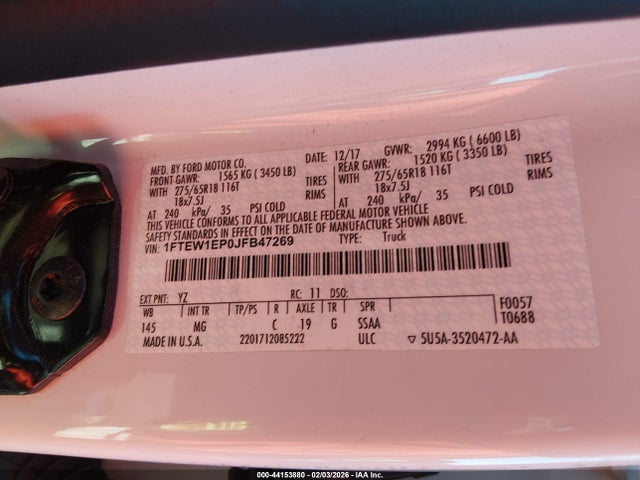 MFD. BY FORD MOTOR CO. DATE: 12/17 GVWR: 2994 KG ( 6600 LB)
FRONT GAWR: 1565 KG ( 3450 LB) REAR GAWR: 1520 KG ( 3350 LB)
WITH 275/65R18 116T TIRES WITH 275/65R18 116T TIRES
18x7.5J RIMS 18x7.5J RIMS
AT 240 kPa/ 35 PSI COLD AT 240 kPa/ 35 PSI COLD
THIS VEHICLE CONFORMS TO ALL APPLICABLE FEDERAL MOTOR VEHICLE
SAFETY STANDARDS IN EFFECT ON THE DATE OF MANUFACTURE SHOWN ABOVE.
VIN: 1FTEW1EP0JFB47269 TYPE: Truck
EXT PNT: YZ RC: 11 DSO: F0057
WB INT TR TP/PS R AXLE TR SPR T0688
145 MG C 19 G SSAA
MADE IN U.S.A. 2201712085222 ULC ▽ 5U5A-3520472-AA
000-44153880 - 02/03/2026 - IAA Inc.